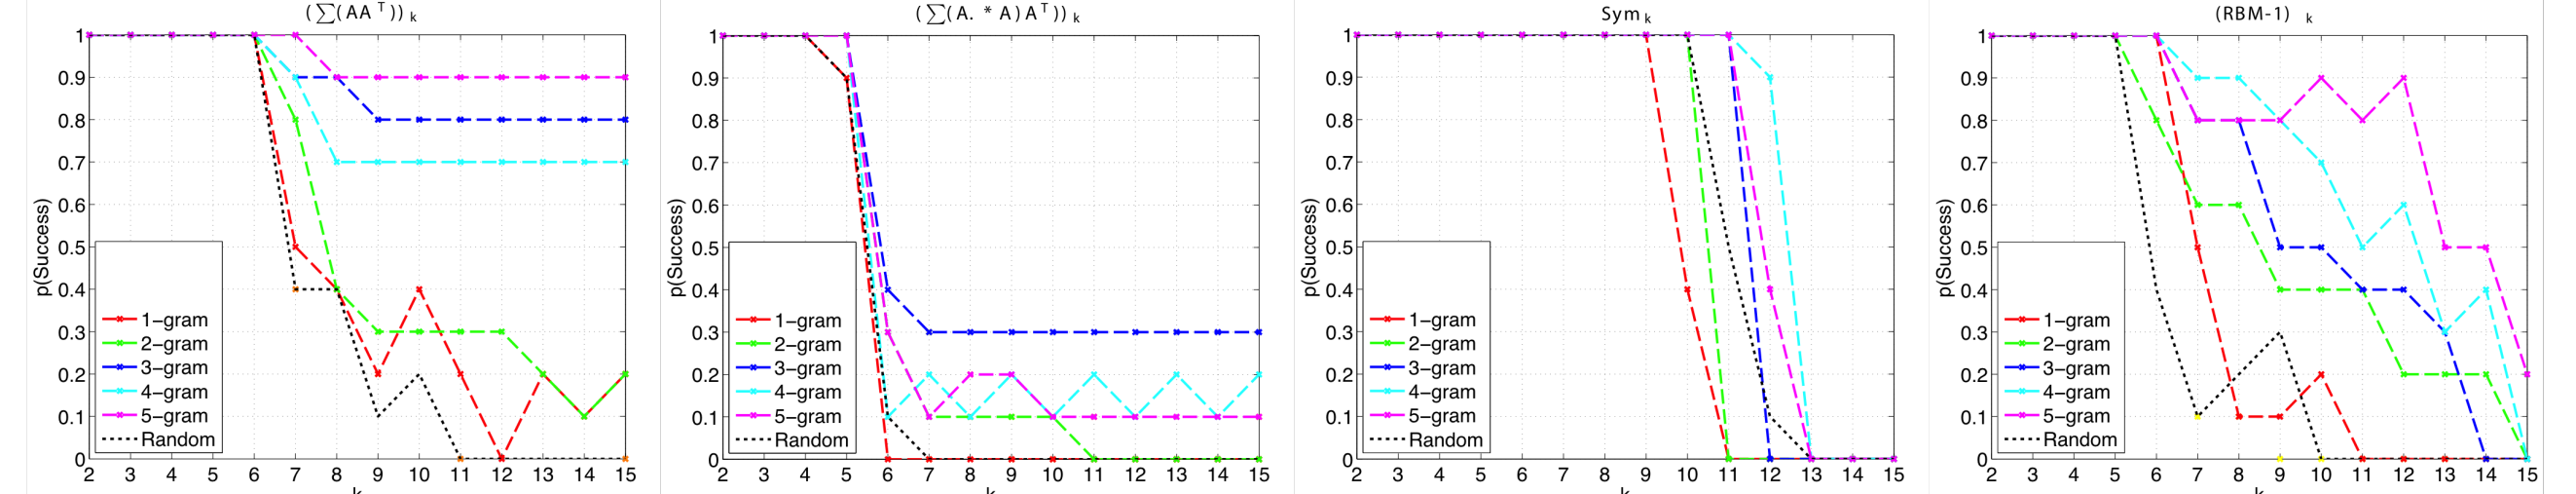 (∑(AA T)) k
1
0.9
0.8
0.7
0.6
0.5
0.4
0.3
0.2
0.1
0
p(Success)
1-gram
2-gram
3-gram
4-gram
5-gram
Random
2 3 4 5 6 7 8 9 10 11 12 13 14 15
k
(∑(A. * A)A T)) k
1
0.9
0.8
0.7
0.6
0.5
0.4
0.3
0.2
0.1
0
p(Success)
1-gram
2-gram
3-gram
4-gram
5-gram
Random
2 3 4 5 6 7 8 9 10 11 12 13 14 15
k
Sym k
1
0.9
0.8
0.7
0.6
0.5
0.4
0.3
0.2
0.1
0
p(Success)
1-gram
2-gram
3-gram
4-gram
5-gram
Random
2 3 4 5 6 7 8 9 10 11 12 13 14 15
k
(RBM-1) k
1
0.9
0.8
0.7
0.6
0.5
0.4
0.3
0.2
0.1
0
p(Success)
1-gram
2-gram
3-gram
4-gram
5-gram
Random
2 3 4 5 6 7 8 9 10 11 12 13 14 15
k